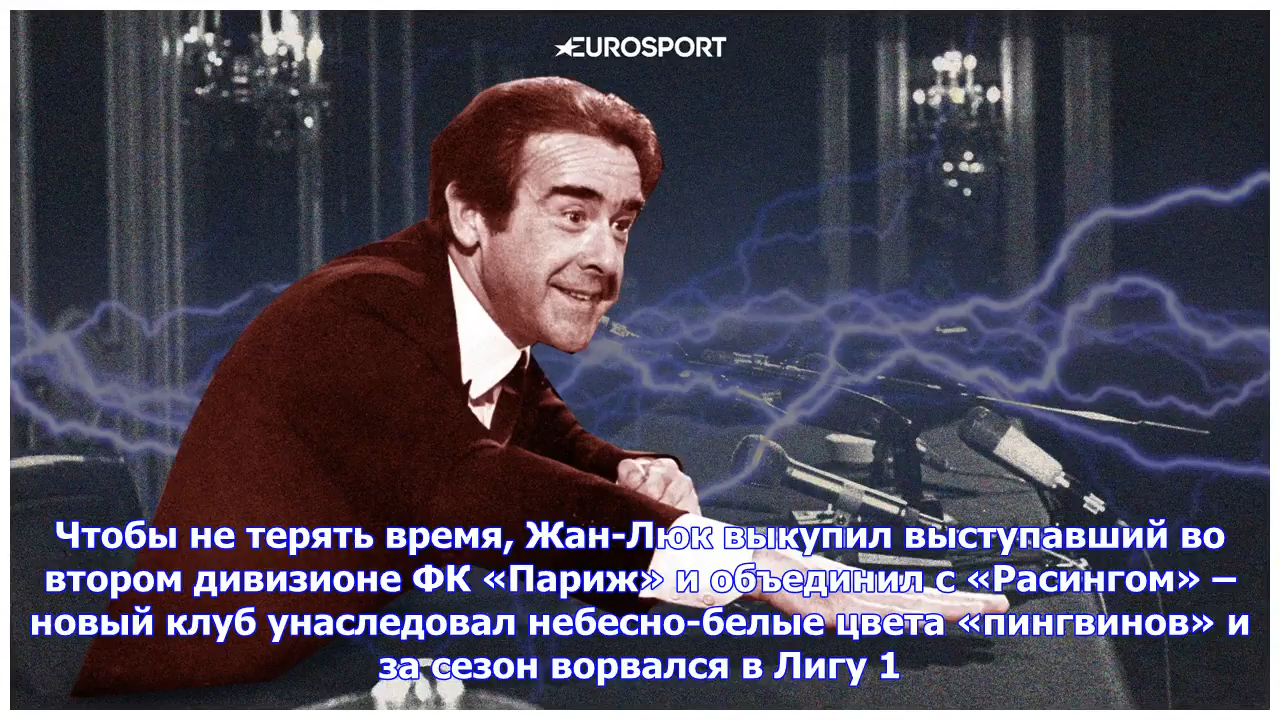 EUROSPORT
Чтобы не терять время, Жан-Люк выкупил выступавший во
втором дивизионе ФК «Париж» и объединил с «Расингом» –
новый клуб унаследовал небесно-белые цвета «пингвинов» и
за сезон ворвался в Лигу 1